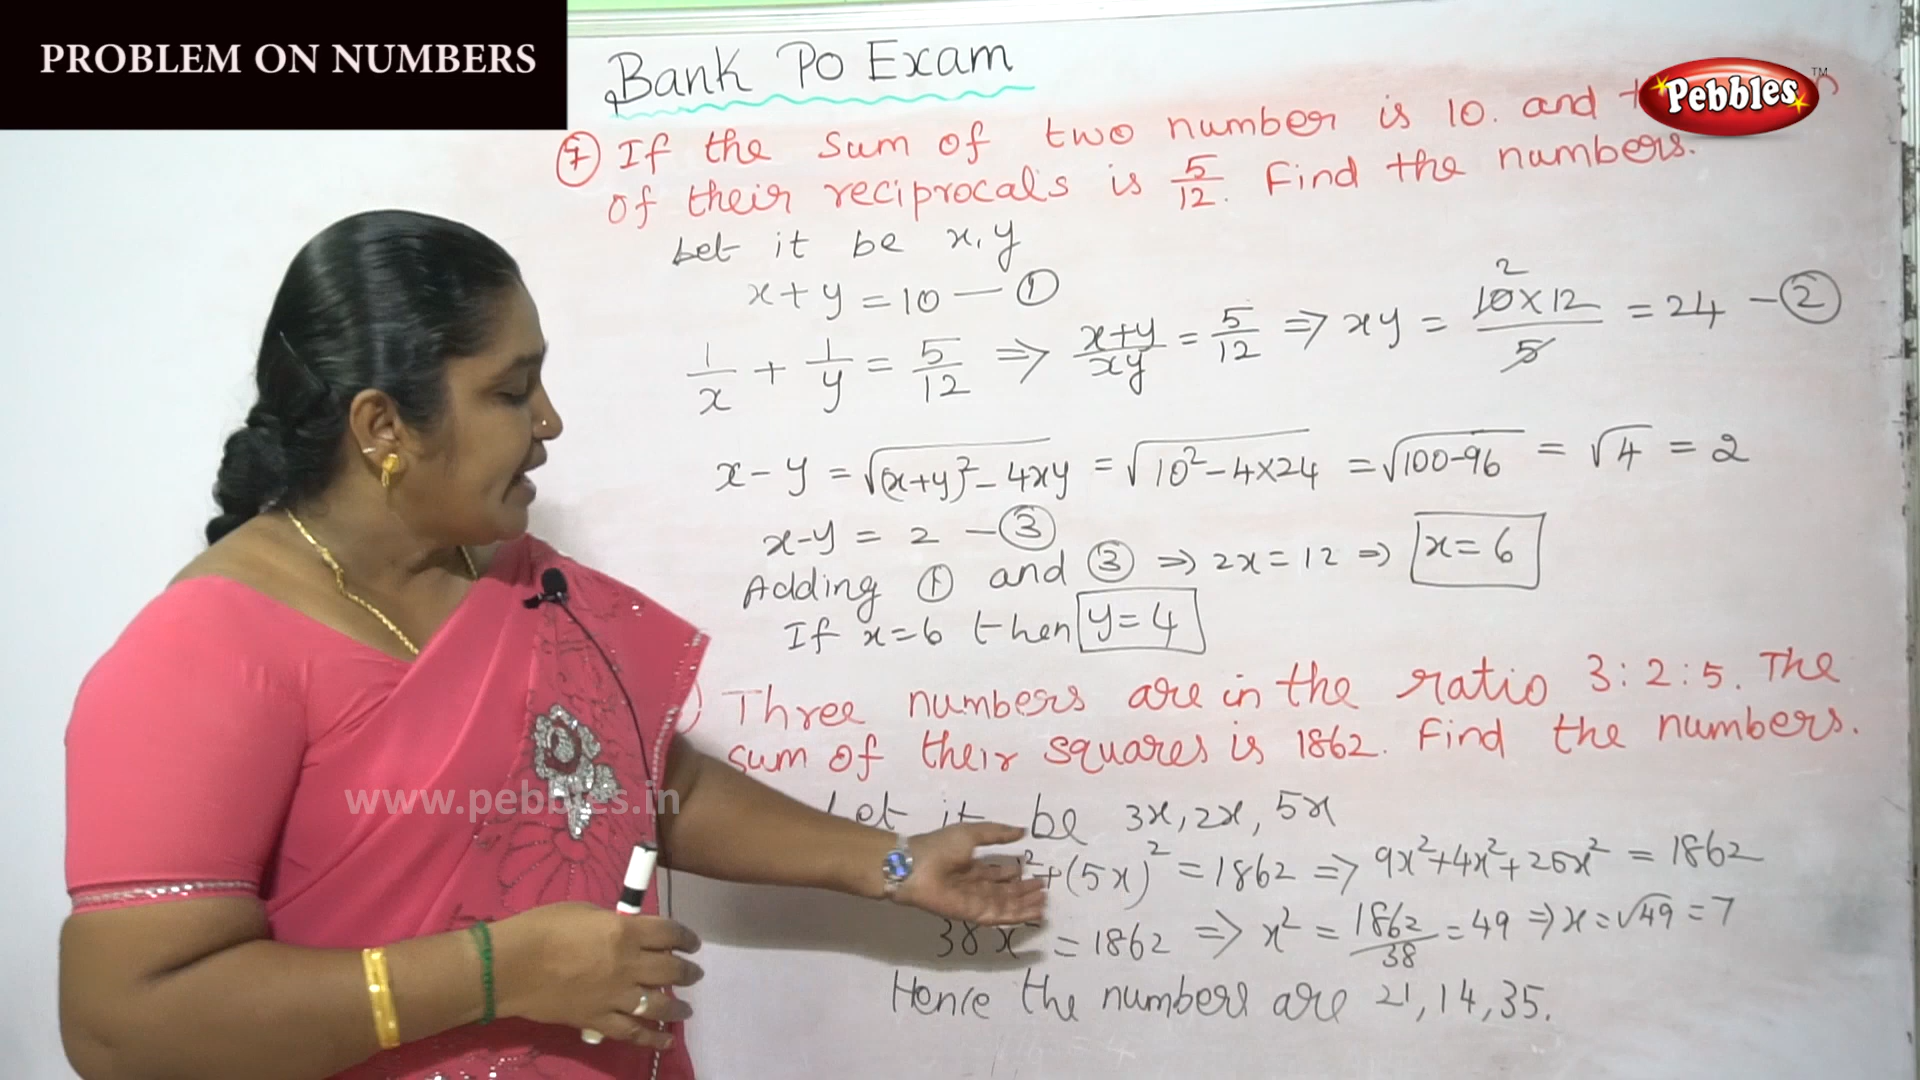 PROBLEM ON NUMBERS
Bank PO Exam
Pebbles™
⑦ If the sum of two number is 10. and
of their reciprocals is 5/12. Find the numbers.
Let it be x, y
x + y = 10 — ①
1/x + 1/y = 5/12 ⇒ x+y/xy = 5/12 ⇒ xy = 10×12/5 2 = 24 – ②
x - y = √(x+y)² - 4xy = √10² - 4×24 = √100-96 = √4 = 2
x-y = 2 – ③
Adding ① and ③ ⇒ 2x = 12 ⇒ x = 6
If x=6 then y = 4
) Three numbers are in the ratio 3:2:5. The
sum of their squares is 1862. Find the numbers.
Let it be 3x, 2x, 5x
² + (5x)² = 1862 ⇒ 9x²+4x²+25x² = 1862
38x² = 1862 ⇒ x² = 1862/38 = 49 ⇒ x = √49 = 7
Hence the numbers are 21, 14, 35.
www.pebbles.in